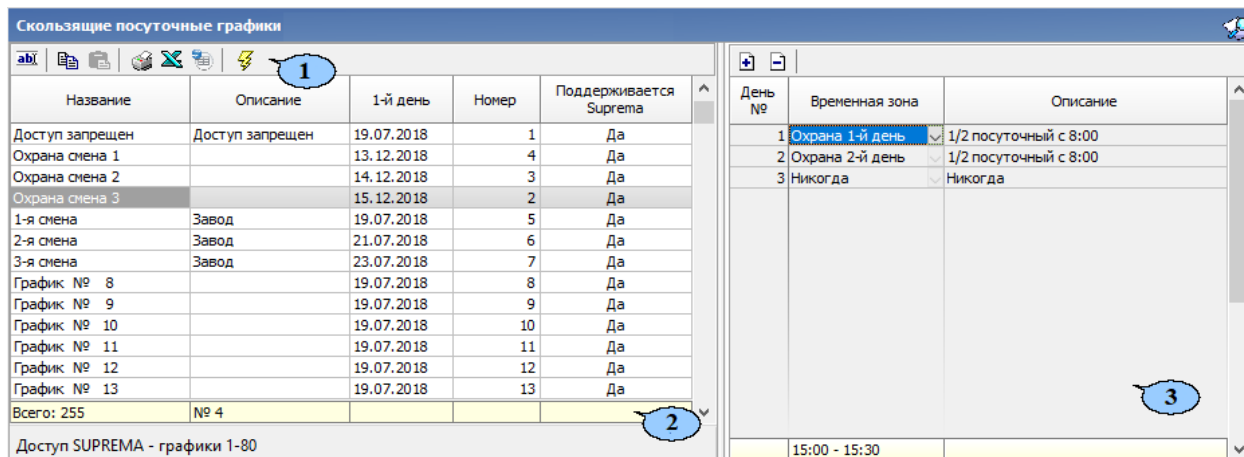 Скользящие посуточные графики
abI
1
Название Описание 1-й день Номер Поддерживается Suprema
Доступ запрещен Доступ запрещен 19.07.2018 1 Да
Охрана смена 1 13.12.2018 4 Да
Охрана смена 2 14.12.2018 3 Да
Охрана смена 3 15.12.2018 2 Да
1-я смена Завод 19.07.2018 5 Да
2-я смена Завод 21.07.2018 6 Да
3-я смена Завод 23.07.2018 7 Да
График № 8 19.07.2018 8 Да
График № 9 19.07.2018 9 Да
График № 10 19.07.2018 10 Да
График № 11 19.07.2018 11 Да
График № 12 19.07.2018 12 Да
График № 13 19.07.2018 13 Да
Всего: 255 № 4
2
Доступ SUPREMA - графики 1-80
День № Временная зона Описание
1 Охрана 1-й день 1/2 посуточный с 8:00
2 Охрана 2-й день 1/2 посуточный с 8:00
3 Никогда Никогда
3
15:00 - 15:30